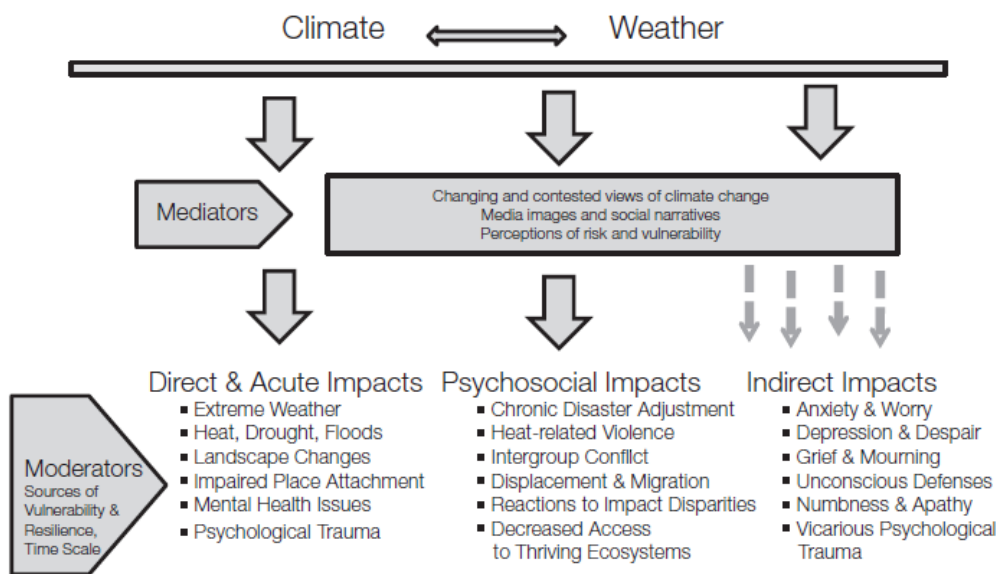 Climate
Weather
Mediators
Changing and contested views of climate change
Media images and social narratives
Perceptions of risk and vulnerability
Moderators
Sources of
Vulnerability &
Resilience,
Time Scale
Direct & Acute Impacts
▪ Extreme Weather
▪ Heat, Drought, Floods
▪ Landscape Changes
▪ Impaired Place Attachment
▪ Mental Health Issues
▪ Psychological Trauma
Psychosocial Impacts
▪ Chronic Disaster Adjustment
▪ Heat-related Violence
▪ Intergroup Conflict
▪ Displacement & Migration
▪ Reactions to Impact Disparities
▪ Decreased Access
to Thriving Ecosystems
Indirect Impacts
▪ Anxiety & Worry
▪ Depression & Despair
▪ Grief & Mourning
▪ Unconscious Defenses
▪ Numbness & Apathy
▪ Vicarious Psychological
Trauma